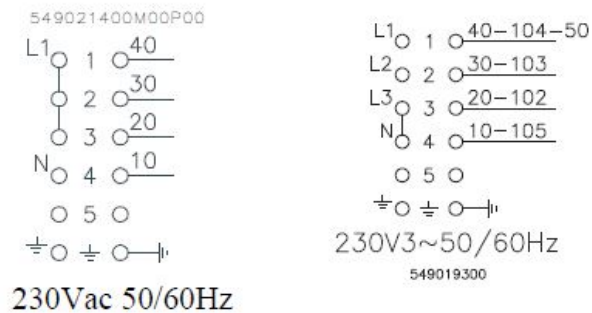 549021400M00P00
L1 1 40
2 30
3 20
N 4 10
5
230Vac 50/60Hz
L1 1 40-104-50
L2 2 30-103
L3 3 20-102
N 4 10-105
5
230V3~50/60Hz
549019300